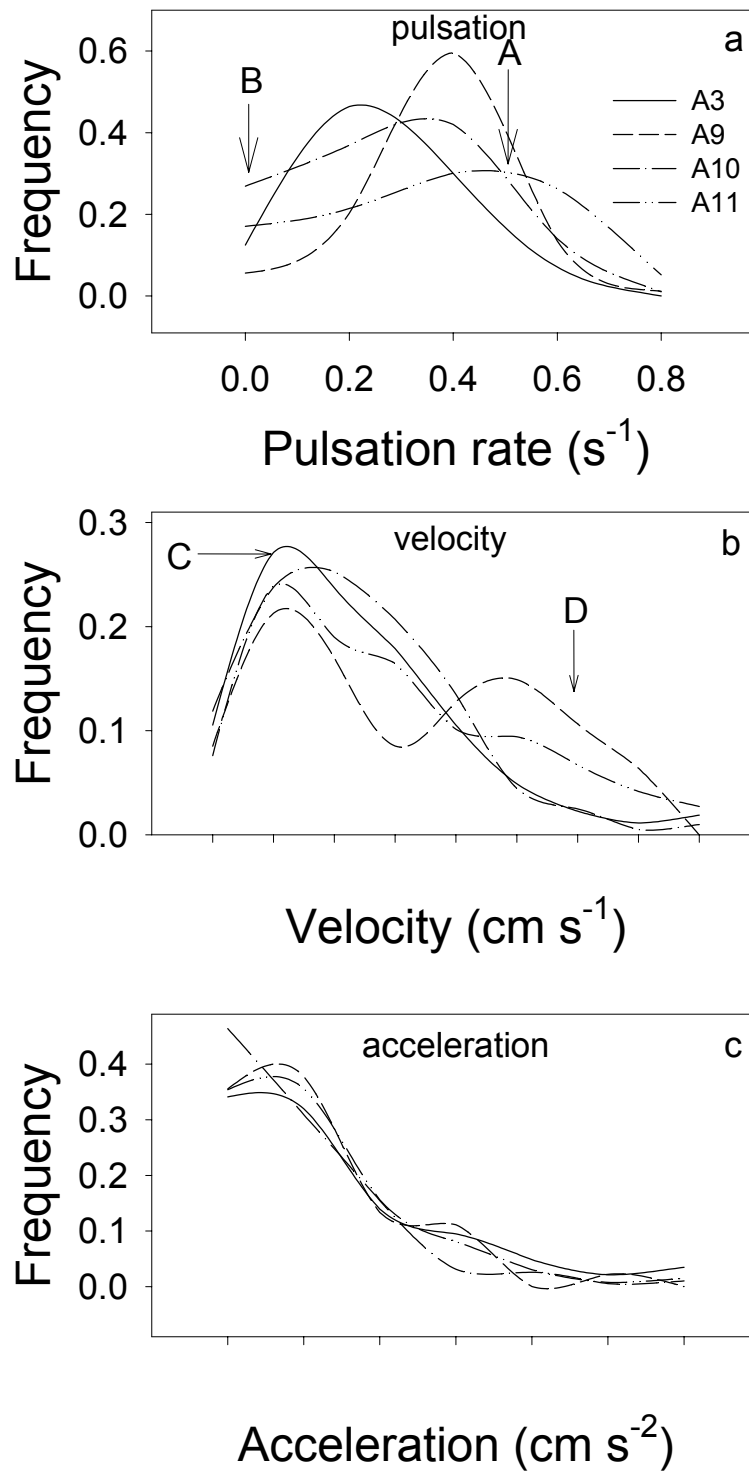 pulsation
a
B
A
0.6
0.4
0.2
0.0
Frequency
A3
A9
A10
A11
0.0 0.2 0.4 0.6 0.8
Pulsation rate (s⁻¹)
velocity
b
C
D
0.3
0.2
0.1
0.0
Frequency
Velocity (cm s⁻¹)
acceleration
c
0.4
0.3
0.2
0.1
0.0
Frequency
Acceleration (cm s⁻²)